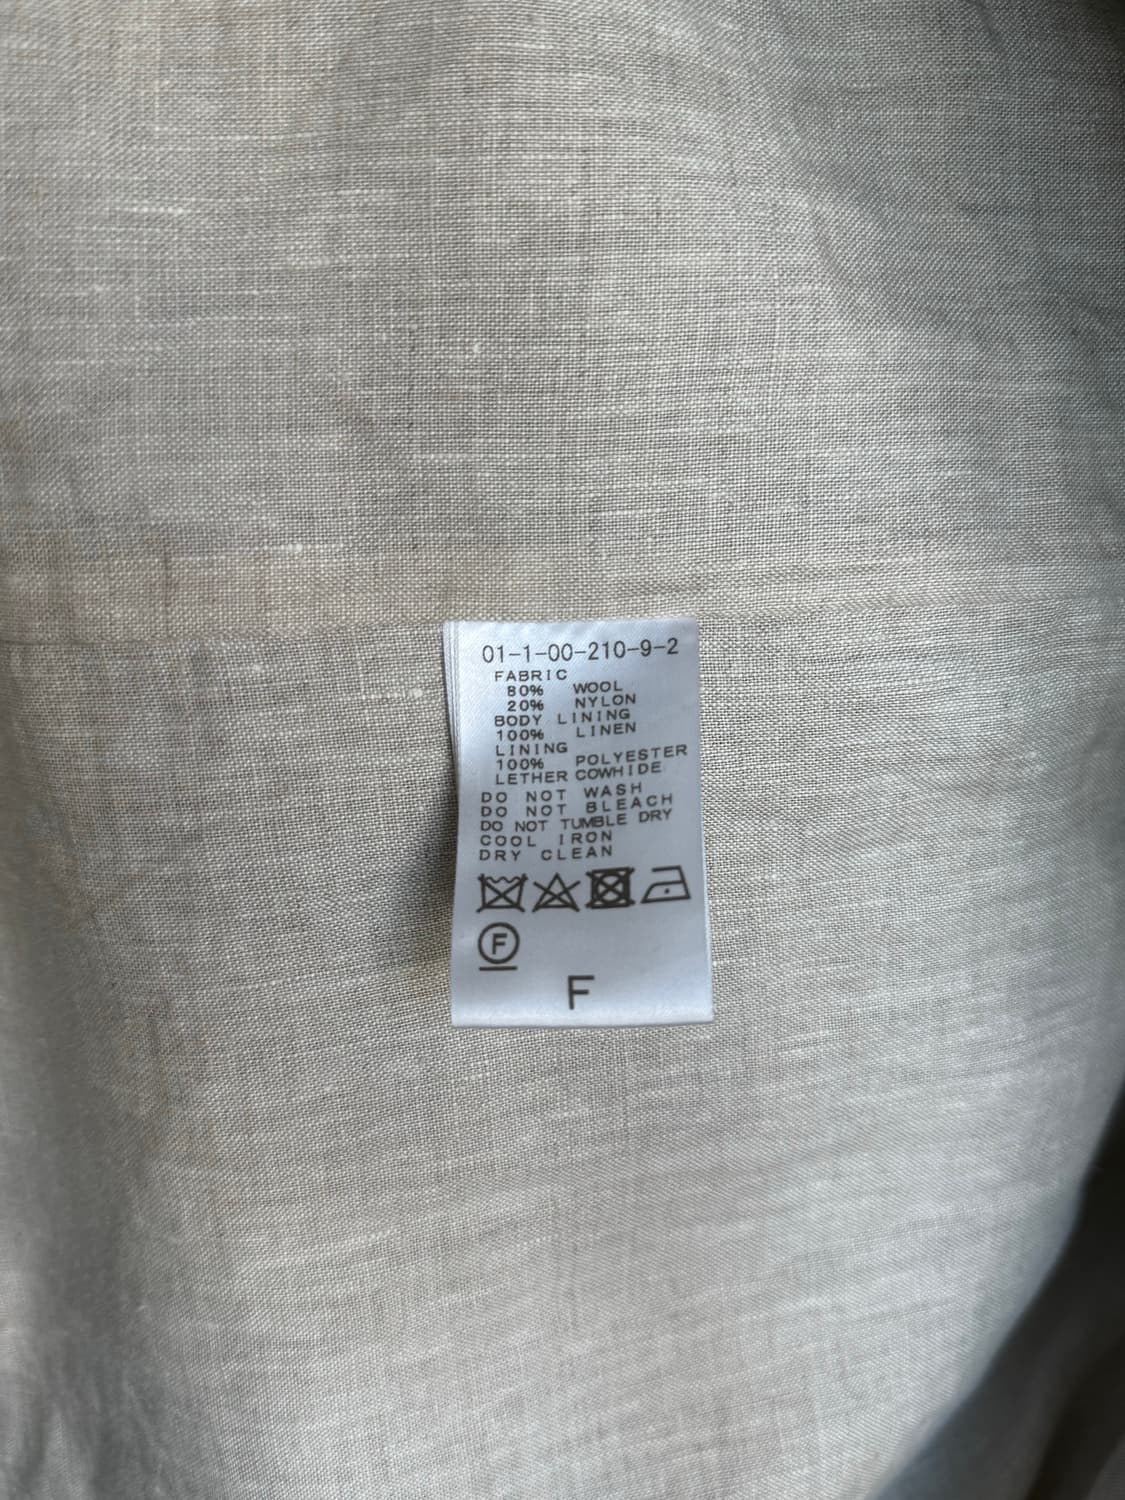 01-1-00-210-9-2
FABRIC
80% WOOL
20% NYLON
BODY LINING
100% LINEN
LINING
100% POLYESTER
LETHER COWHIDE
DO NOT WASH
DO NOT BLEACH
DO NOT TUMBLE DRY
COOL IRON
DRY CLEAN
F
F